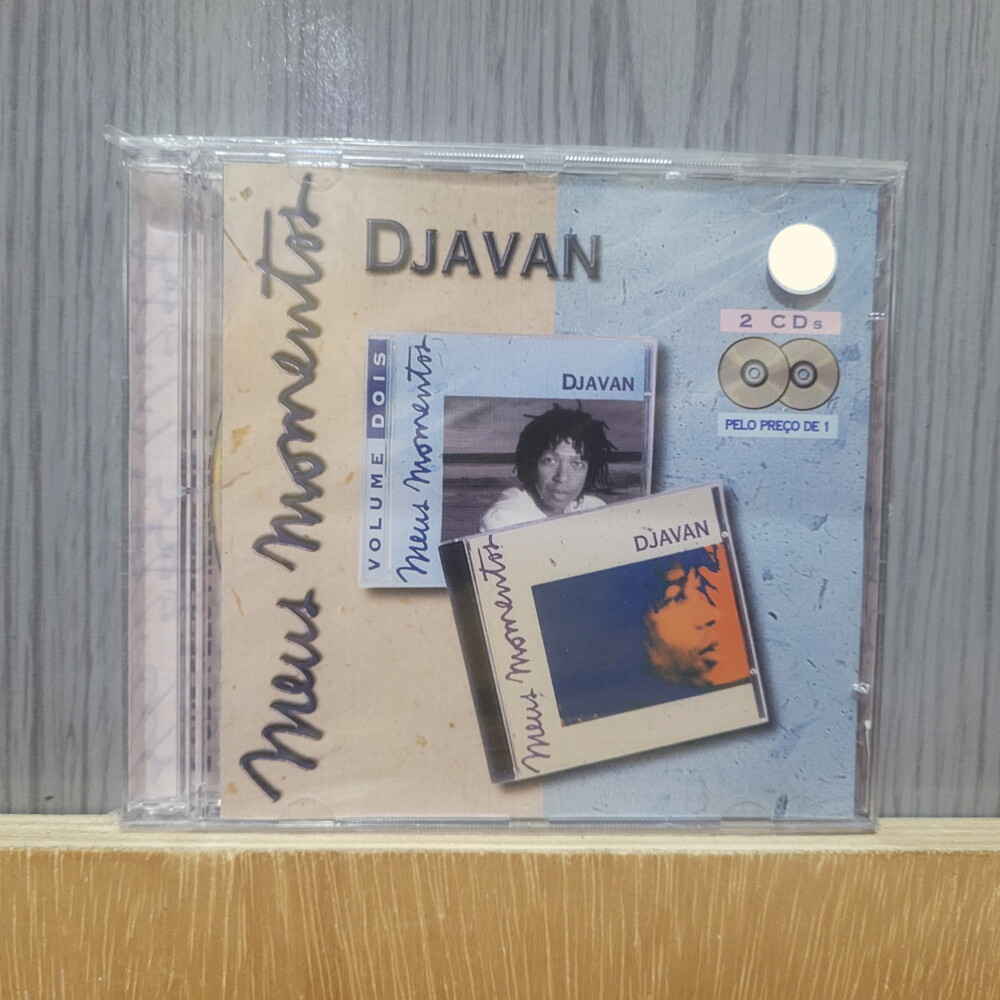 Meus Momentos
DJAVAN
2 CDs
PELO PREÇO DE 1
VOLUME DOIS
Meus Momentos
DJAVAN
Meus Momentos
DJAVAN